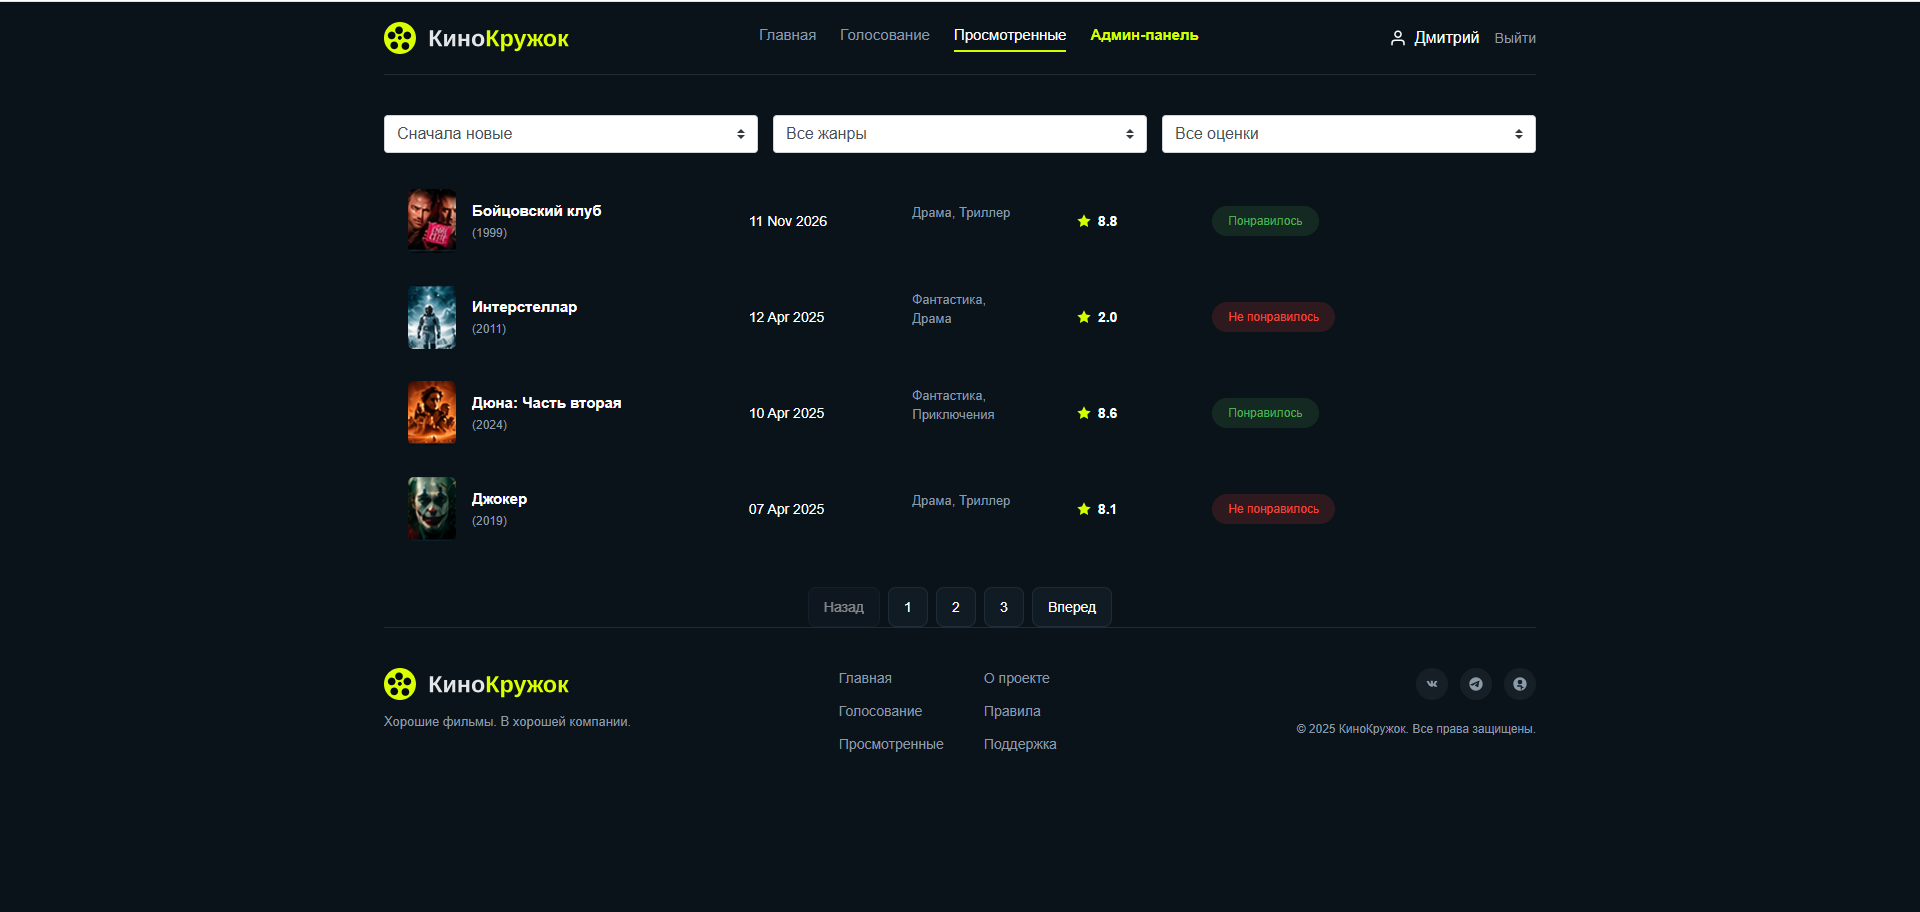 КиноКружок
Главная
Голосование
Просмотренные
Админ-панель
Дмитрий
Выйти
Сначала новые
Все жанры
Все оценки
Бойцовский клуб
(1999)
11 Nov 2026
Драма, Триллер
8.8
Понравилось
Интерстеллар
(2011)
12 Apr 2025
Фантастика,
Драма
2.0
Не понравилось
Дюна: Часть вторая
(2024)
10 Apr 2025
Фантастика,
Приключения
8.6
Понравилось
Джокер
(2019)
07 Apr 2025
Драма, Триллер
8.1
Не понравилось
Назад
1
2
3
Вперед
КиноКружок
Хорошие фильмы. В хорошей компании.
Главная
Голосование
Просмотренные
О проекте
Правила
Поддержка
© 2025 КиноКружок. Все права защищены.